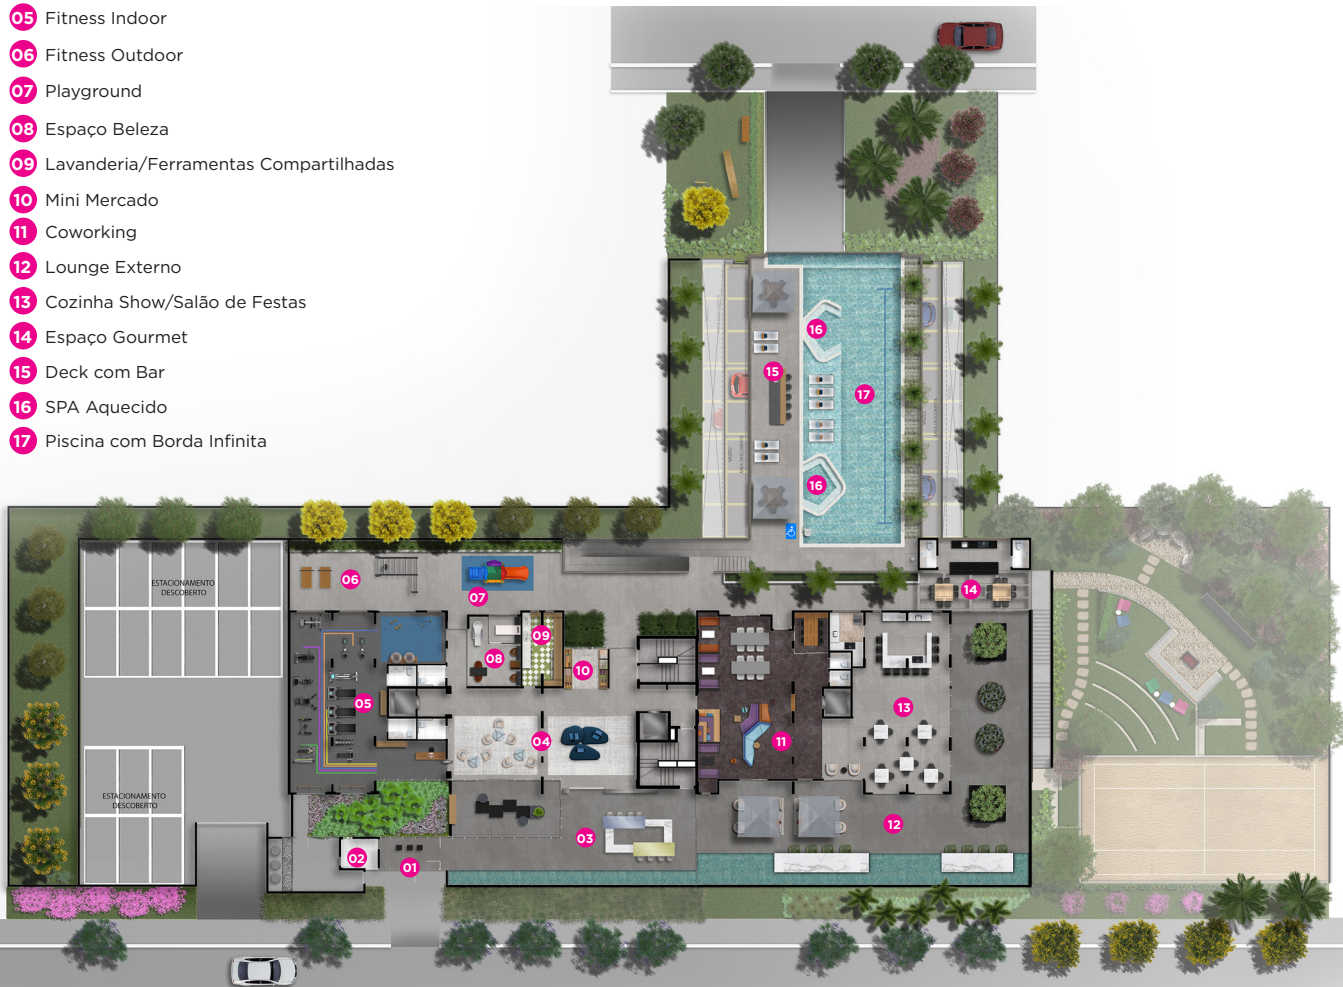 05 Fitness Indoor
06 Fitness Outdoor
07 Playground
08 Espaço Beleza
09 Lavanderia/Ferramentas Compartilhadas
10 Mini Mercado
11 Coworking
12 Lounge Externo
13 Cozinha Show/Salão de Festas
14 Espaço Gourmet
15 Deck com Bar
16 SPA Aquecido
17 Piscina com Borda Infinita
16
15
17
16
ESTACIONAMENTO
DESCOBERTO
06
07
14
09
08
10
05
13
04
11
ESTACIONAMENTO
DESCOBERTO
12
03
02
01